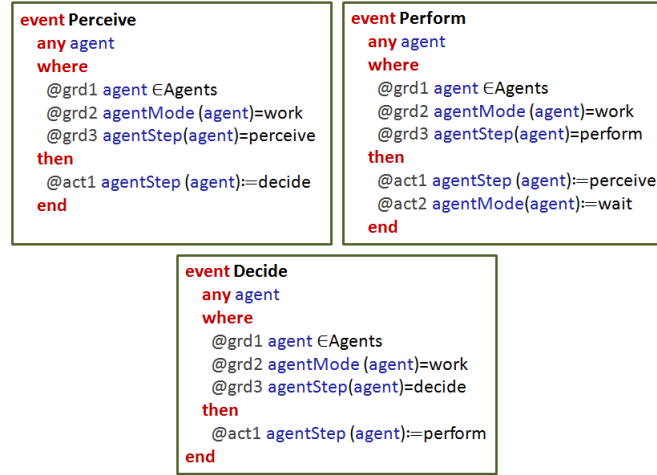 event Perceive
any agent
where
@grd1 agent ∈Agents
@grd2 agentMode (agent)=work
@grd3 agentStep(agent)=perceive
then
@act1 agentStep (agent):=decide
end
event Perform
any agent
where
@grd1 agent ∈Agents
@grd2 agentMode (agent)=work
@grd3 agentStep(agent)=perform
then
@act1 agentStep (agent):=perceive
@act2 agentMode(agent):=wait
end
event Decide
any agent
where
@grd1 agent ∈Agents
@grd2 agentMode (agent)=work
@grd3 agentStep(agent)=decide
then
@act1 agentStep (agent):=perform
end